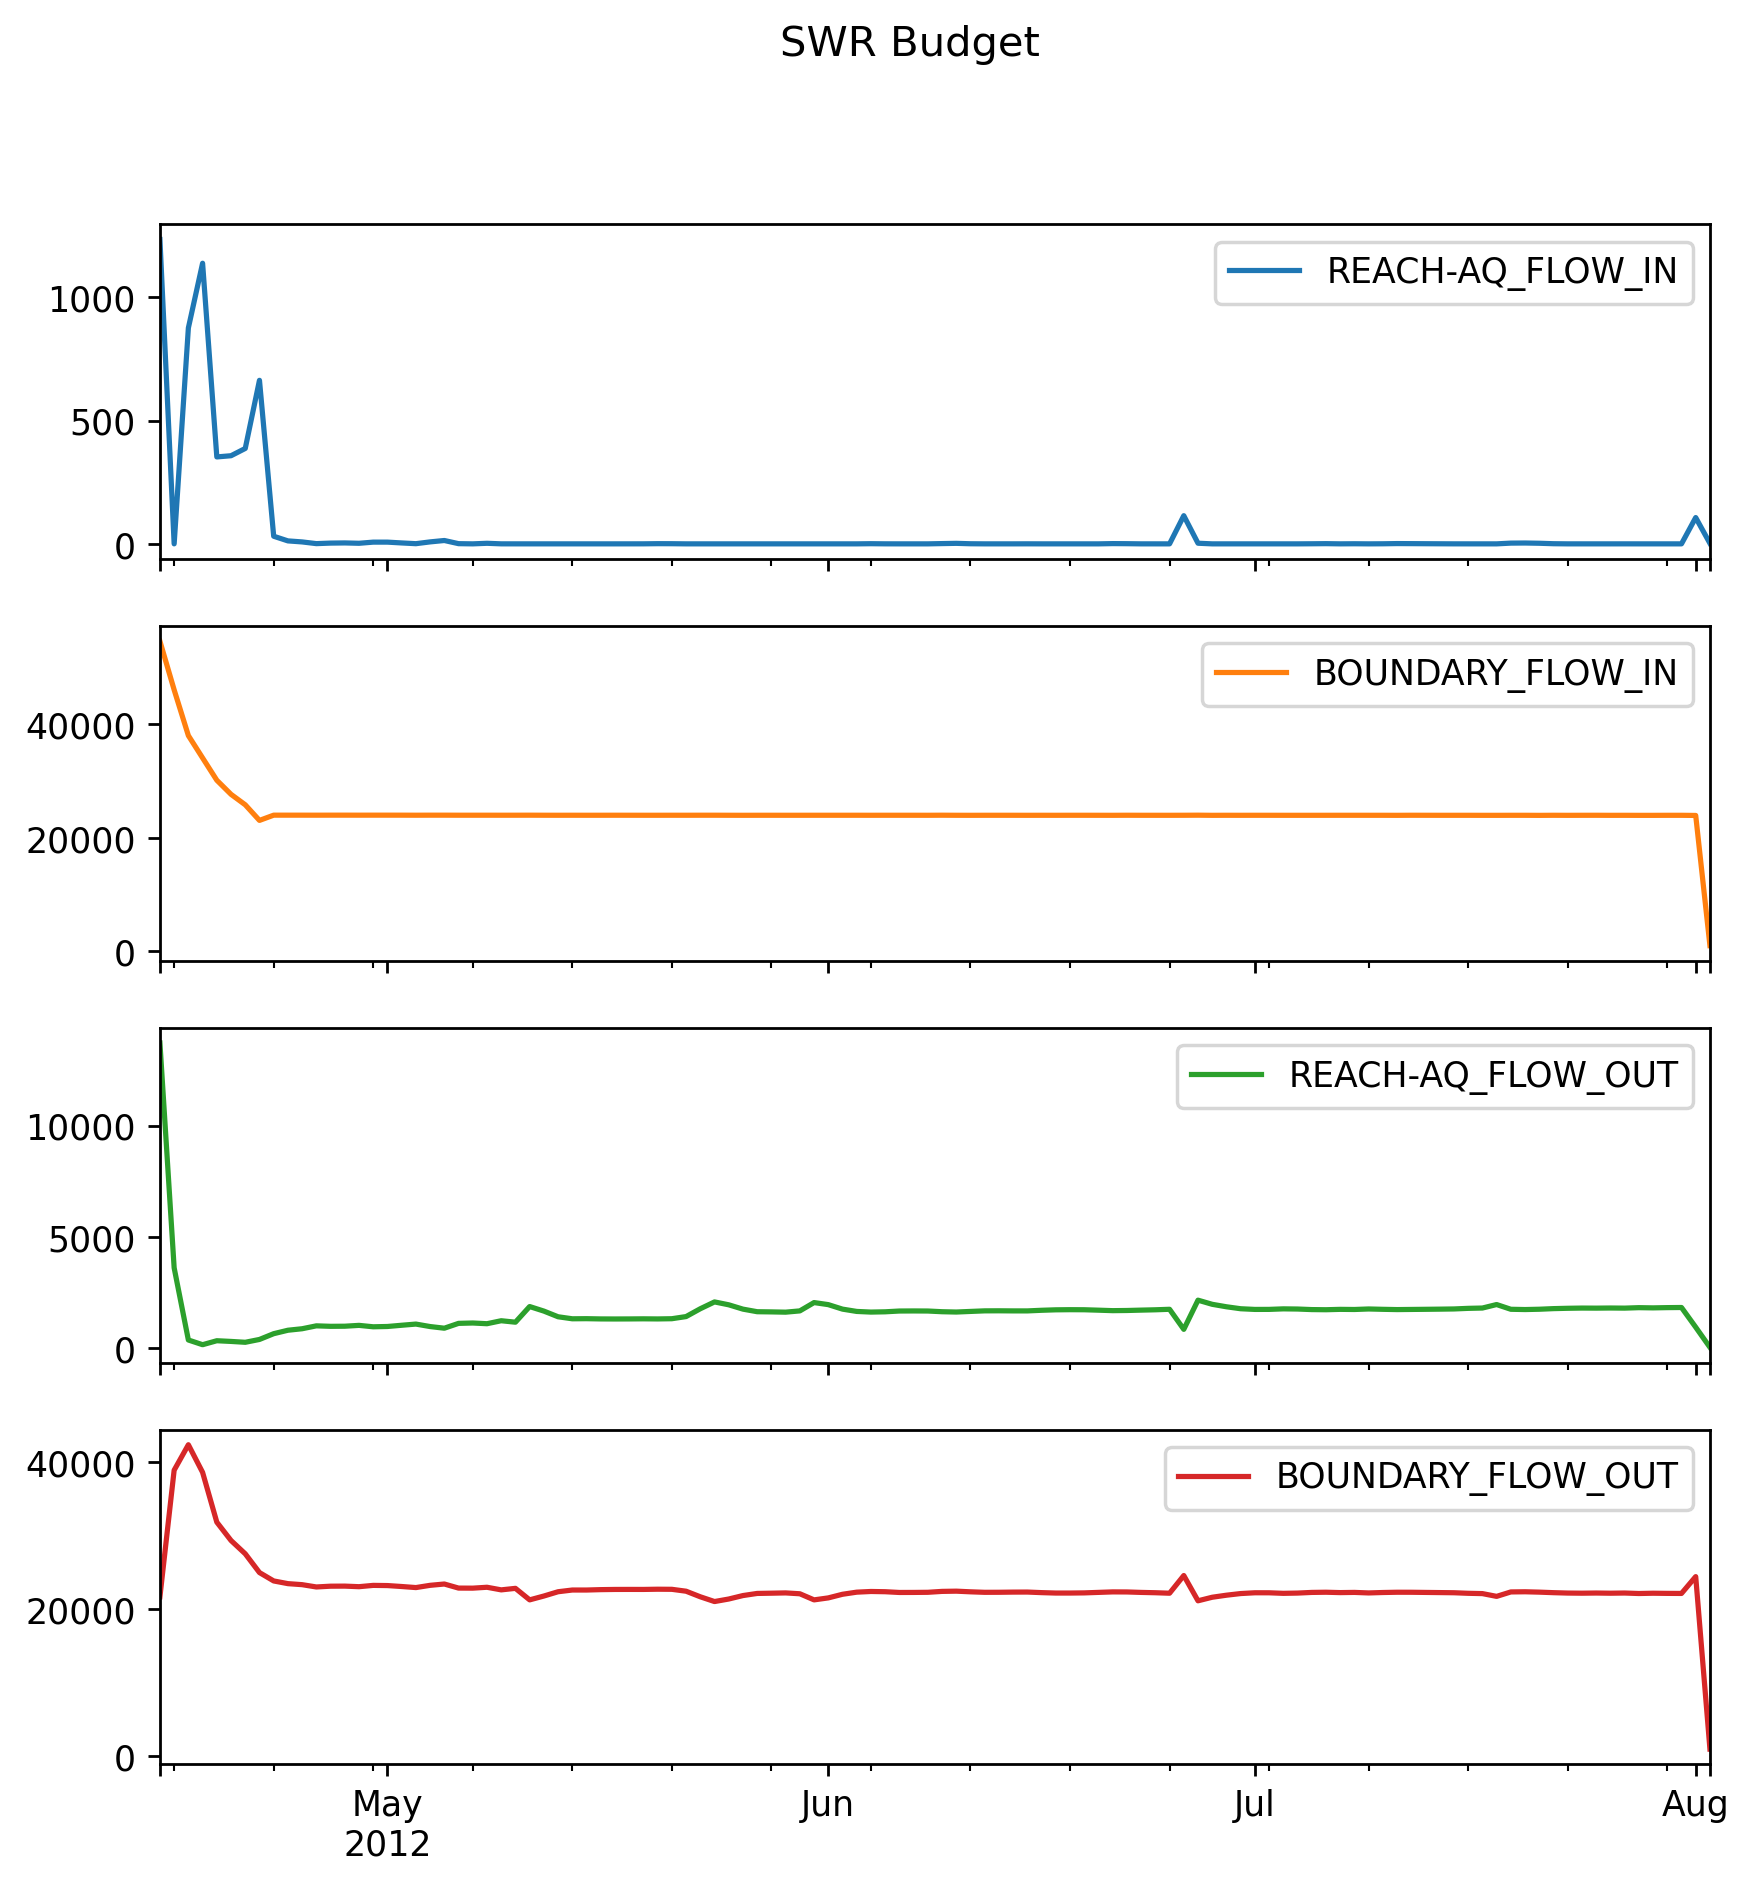 SWR Budget
REACH-AQ_FLOW_IN
1000
500
0
BOUNDARY_FLOW_IN
40000
20000
0
REACH-AQ_FLOW_OUT
10000
5000
0
BOUNDARY_FLOW_OUT
40000
20000
0
May Jun Jul Aug
2012